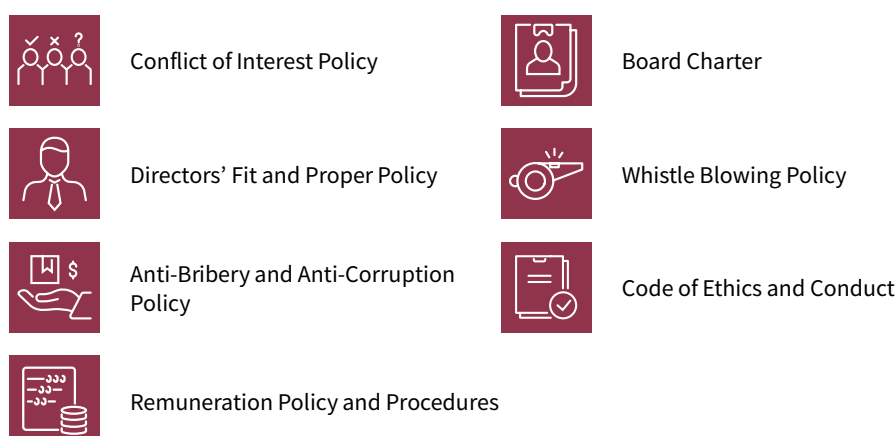 Conflict of Interest Policy
Board Charter
Directors’ Fit and Proper Policy
Whistle Blowing Policy
Anti-Bribery and Anti-Corruption
Policy
Code of Ethics and Conduct
Remuneration Policy and Procedures